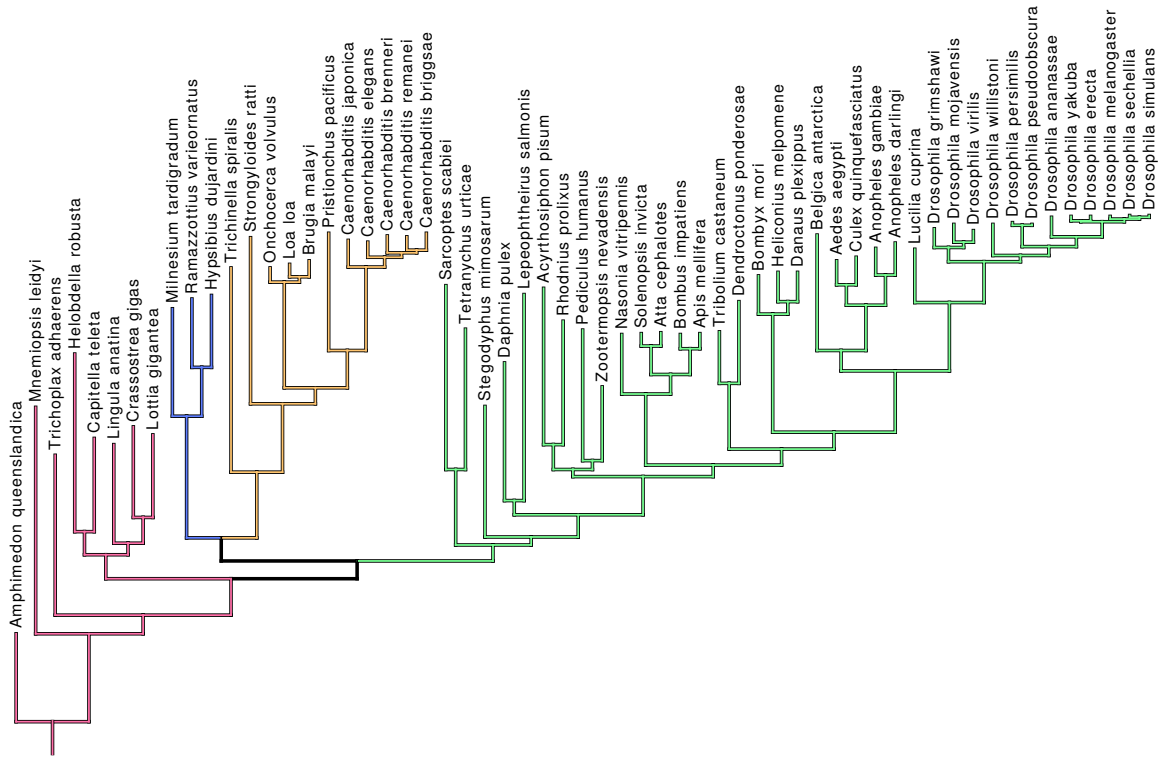 Amphimedon queenslandica
Mnemiopsis leidyi
Trichoplax adhaerens
Helobdella robusta
Capitella teleta
Lingula anatina
Crassostrea gigas
Lottia gigantea
Milnesium tardigradum
Ramazzottius varieornatus
Hypsibius dujardini
Trichinella spiralis
Strongyloides ratti
Onchocerca volvulus
Loa loa
Brugia malayi
Pristionchus pacificus
Caenorhabditis japonica
Caenorhabditis elegans
Caenorhabditis brenneri
Caenorhabditis remanei
Caenorhabditis briggsae
Sarcoptes scabiei
Tetranychus urticae
Stegodyphus mimosarum
Daphnia pulex
Lepeophtheirus salmonis
Acyrthosiphon pisum
Rhodnius prolixus
Pediculus humanus
Zootermopsis nevadensis
Nasonia vitripennis
Solenopsis invicta
Atta cephalotes
Bombus impatiens
Apis mellifera
Tribolium castaneum
Dendroctonus ponderosae
Bombyx mori
Heliconius melpomene
Danaus plexippus
Belgica antarctica
Aedes aegypti
Culex quinquefasciatus
Anopheles gambiae
Anopheles darlingi
Lucilia cuprina
Drosophila grimshawi
Drosophila mojavensis
Drosophila virilis
Drosophila willistoni
Drosophila persimilis
Drosophila pseudoobscura
Drosophila ananassae
Drosophila yakuba
Drosophila erecta
Drosophila melanogaster
Drosophila sechellia
Drosophila simulans